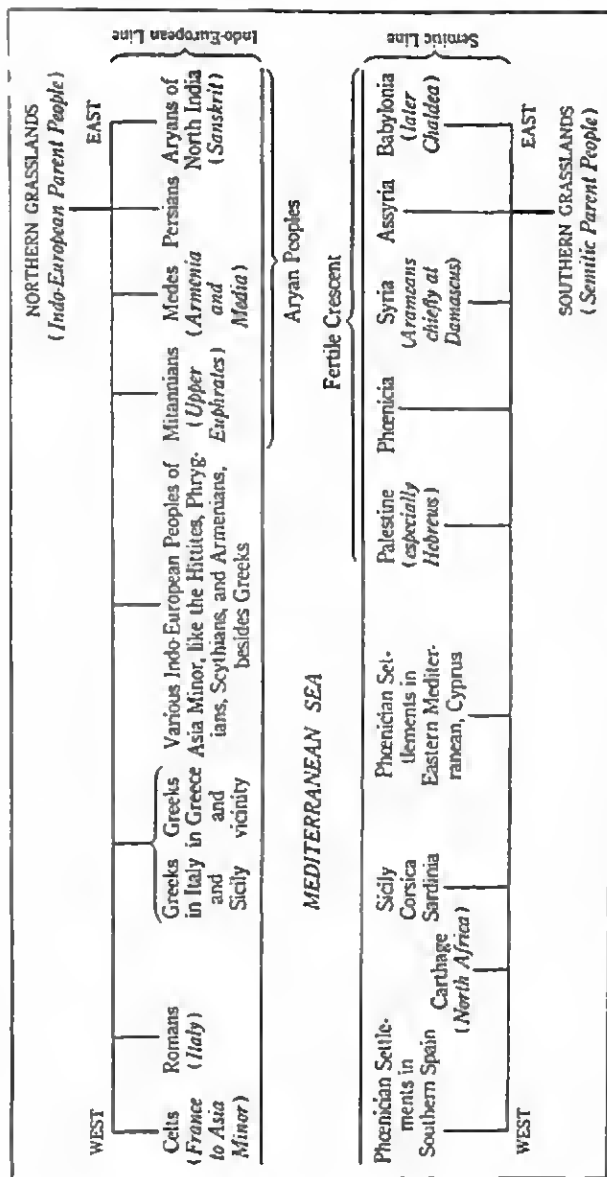 NORTHERN GRASSLANDS
(Indo-European Parent People)
WEST
EAST
Celts
(France
to Asia
Minor)
Romans
(Italy)
Greeks
in Italy
and
Sicily
Greeks
in Greece
and
vicinity
Various Indo-European Peoples of
Asia Minor, like the Hittites, Phryg-
ians, Scythians, and Armenians,
besides Greeks
Mitannians
(Upper
Euphrates)
Medes
(Armenia
and
Media)
Persians
Aryans of
North India
(Sanskrit)
Indo-European Line
Aryan Peoples
MEDITERRANEAN SEA
Fertile Crescent
Phœnician Settle-
ments in
Southern Spain
Carthage
(North Africa)
Sicily
Corsica
Sardinia
Phœnician Set-
tlements in
Eastern Mediter-
ranean, Cyprus
Palestine
(especially
Hebrews)
Phœnicia
Syria
(Arameans
chiefly at
Damascus)
Assyria
Babylonia
(later
Chaldea)
Semitic Line
WEST
EAST
SOUTHERN GRASSLANDS
(Semitic Parent People)